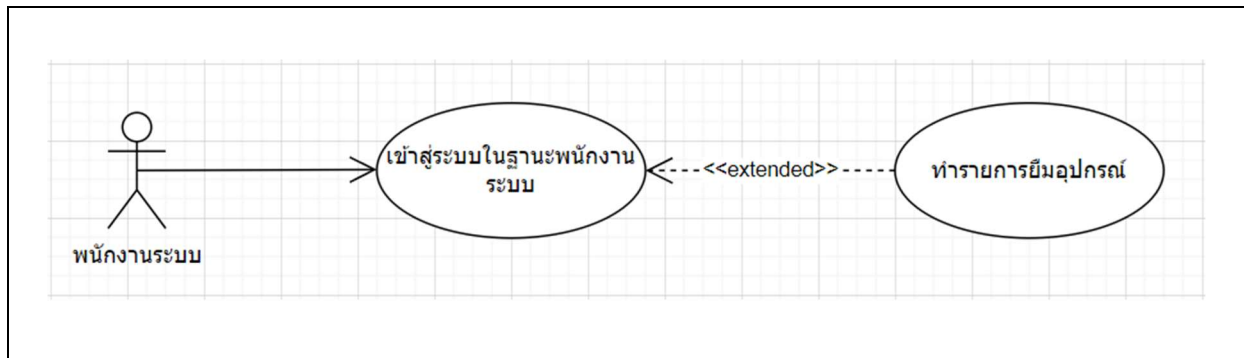 เข้าสู่ระบบในฐานะพนักงาน
ระบบ
<<extended>>
ทำรายการยืมอุปกรณ์
พนักงานระบบ